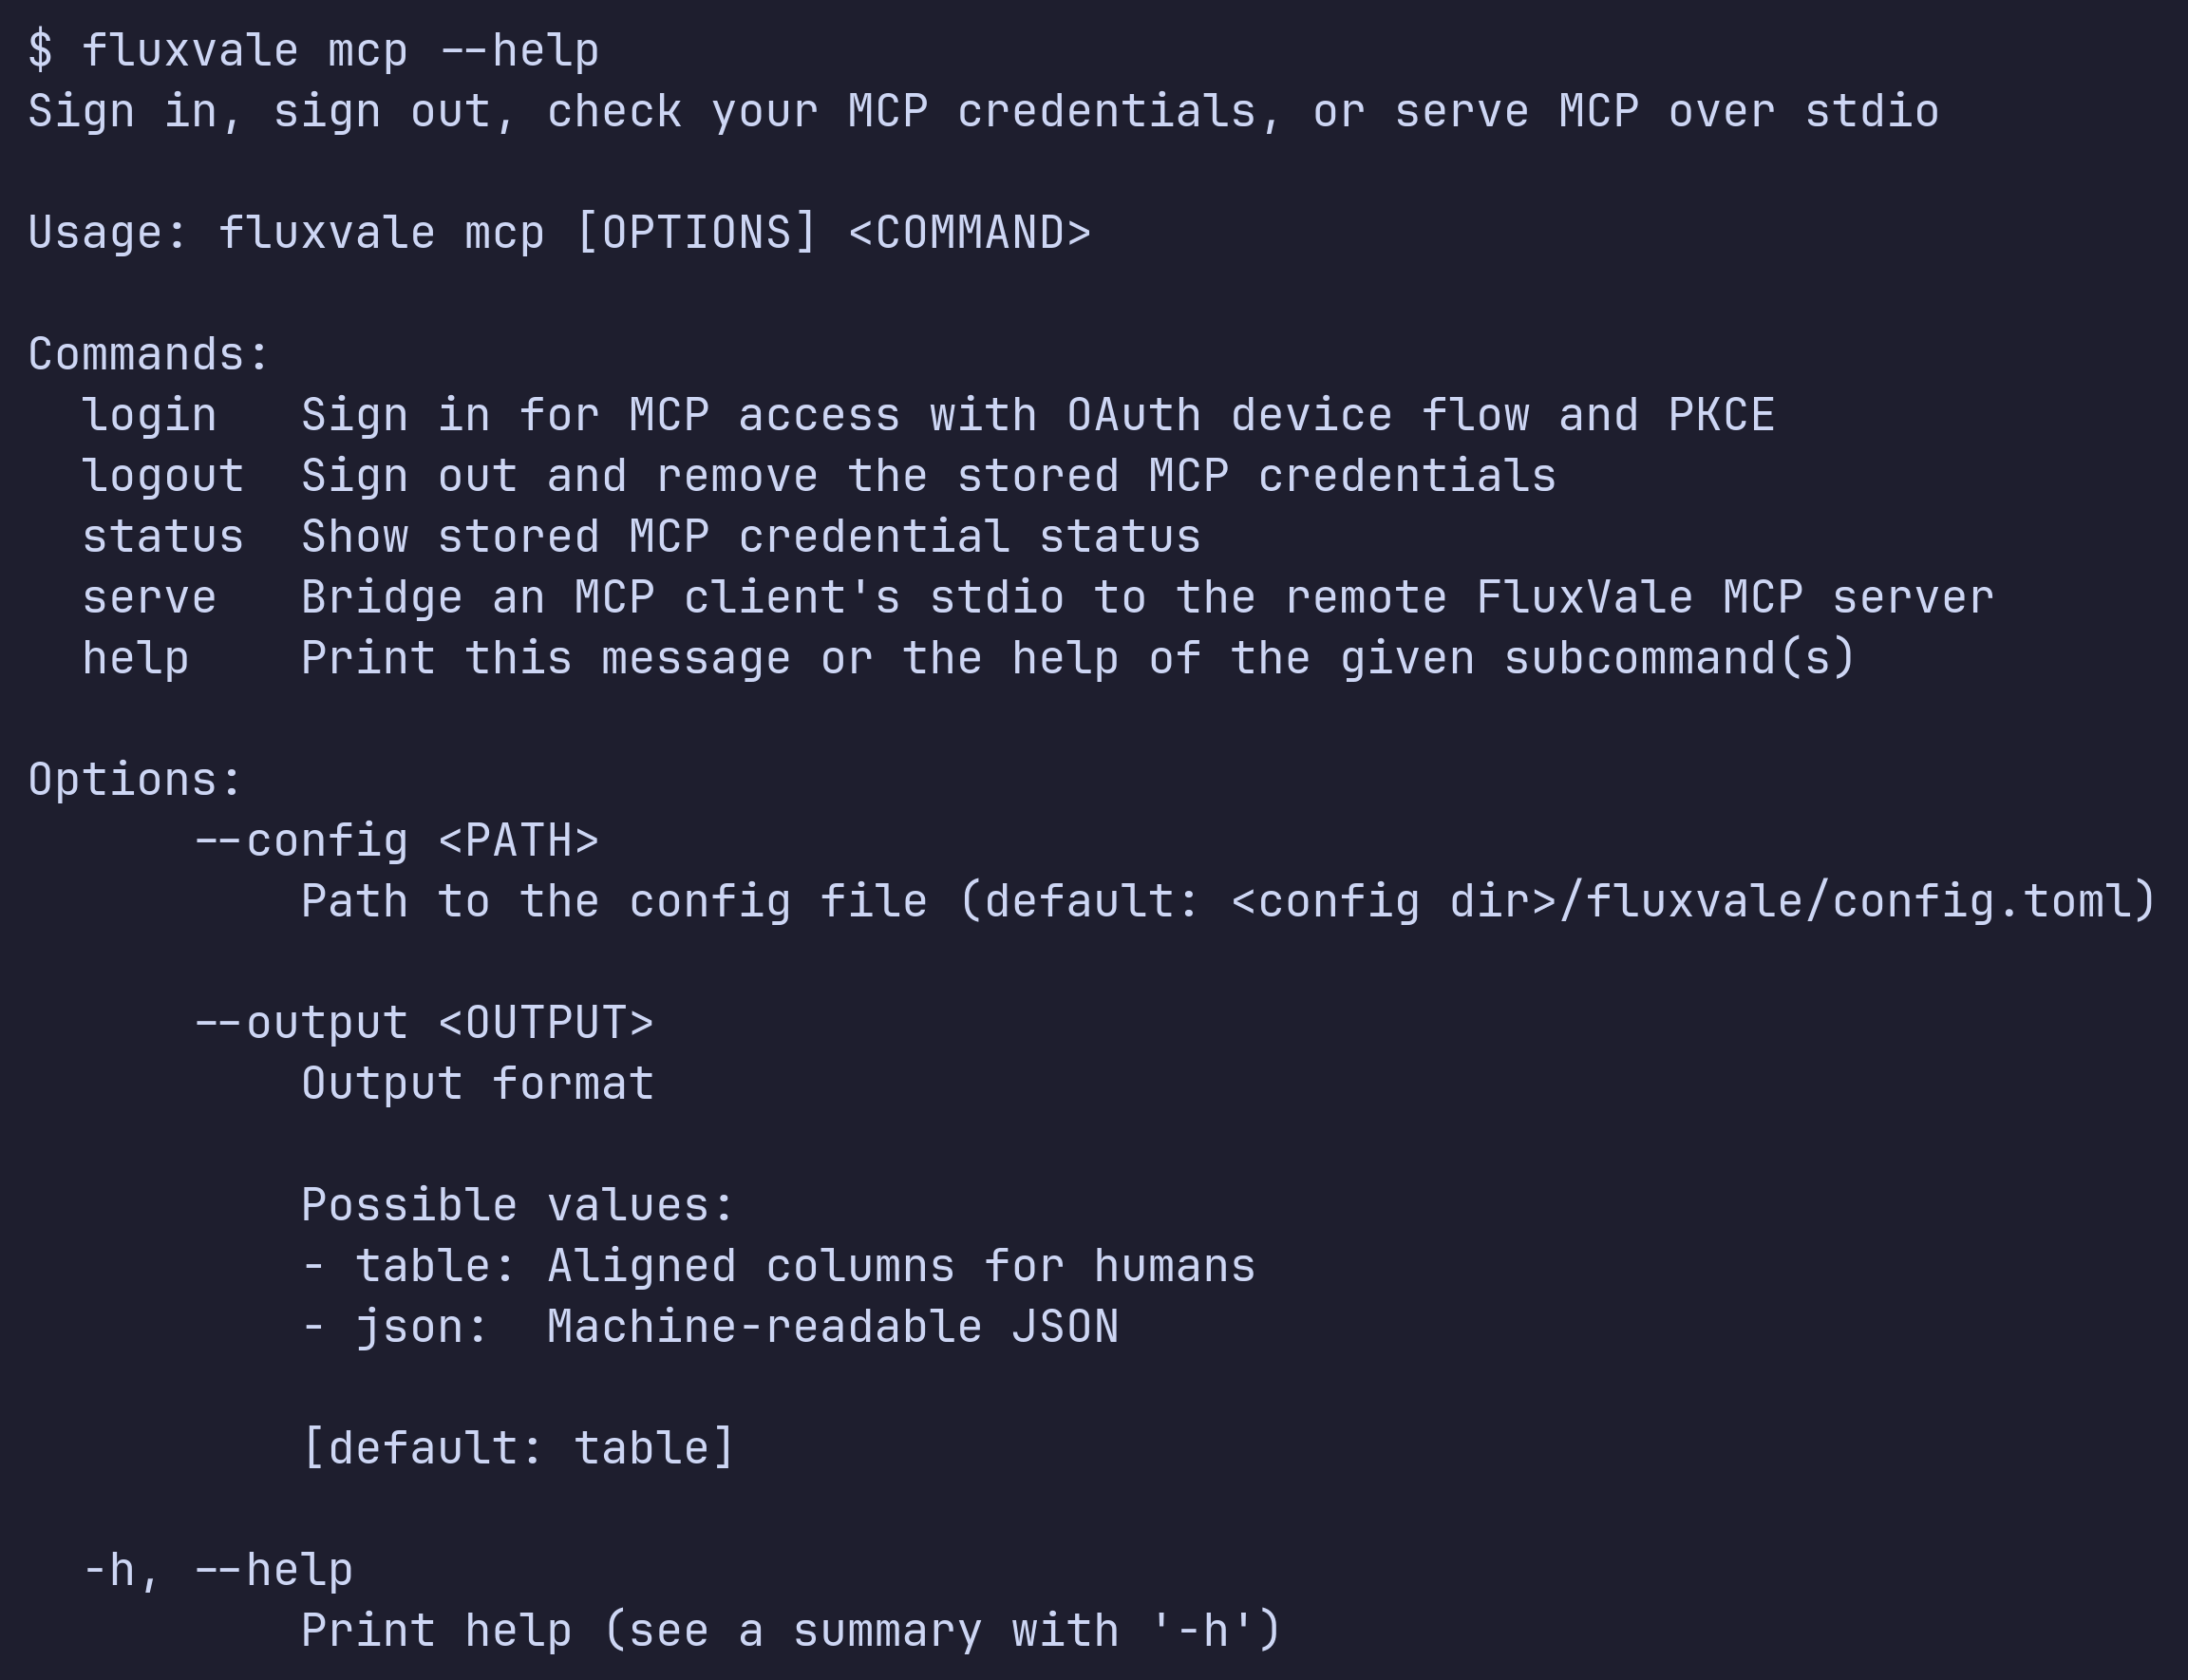 $ fluxvale mcp --help
Sign in, sign out, check your MCP credentials, or serve MCP over stdio

Usage: fluxvale mcp [OPTIONS] <COMMAND>

Commands:
  login   Sign in for MCP access with OAuth device flow and PKCE
  logout  Sign out and remove the stored MCP credentials
  status  Show stored MCP credential status
  serve   Bridge an MCP client's stdio to the remote FluxVale MCP server
  help    Print this message or the help of the given subcommand(s)

Options:
      --config <PATH>
          Path to the config file (default: <config dir>/fluxvale/config.toml)

      --output <OUTPUT>
          Output format

          Possible values:
          - table: Aligned columns for humans
          - json:  Machine-readable JSON

          [default: table]

  -h, --help
          Print help (see a summary with '-h')